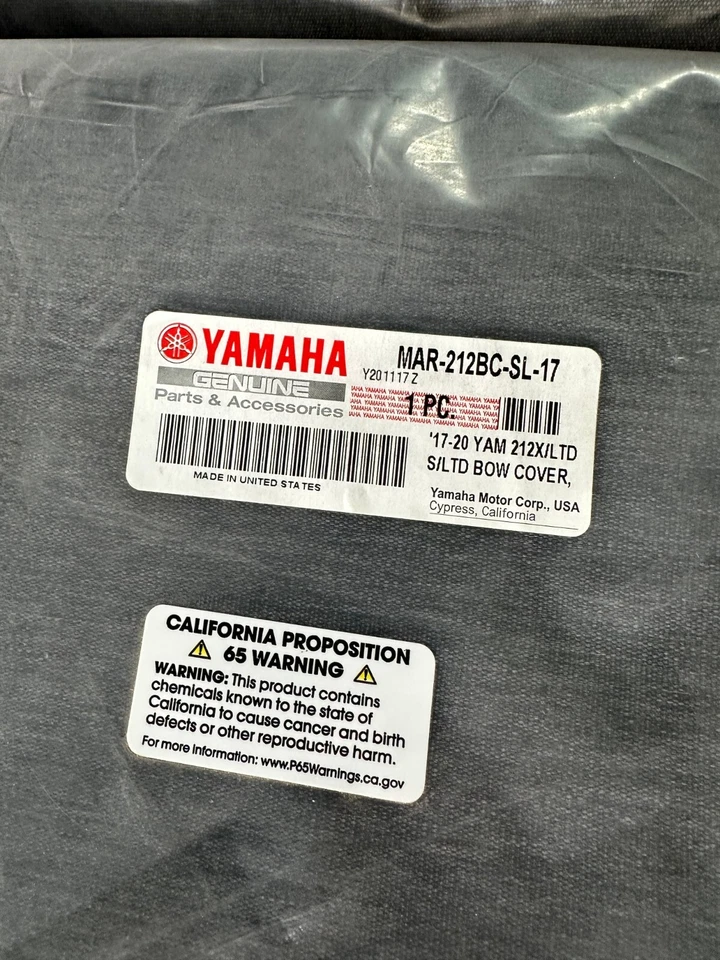 YAMAHA
MAR-212BC-SL-17
GENUINE
Y201117 Z
Parts & Accessories
1 PC.
'17-20 YAM 212X/LTD
S/LTD BOW COVER,
MADE IN UNITED STATES
Yamaha Motor Corp., USA
Cypress, California
CALIFORNIA PROPOSITION
65 WARNING
WARNING: This product contains
chemicals known to the state of
California to cause cancer and birth
defects or other reproductive harm.
For more information: www.P65Warnings.ca.gov